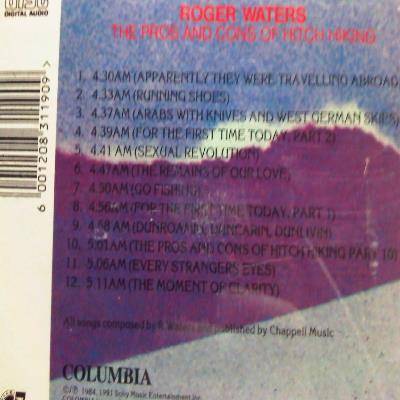 DIGITAL AUDIO
ROGER WATERS
THE PROS AND CONS OF HITCH HIKING
1. 4.30AM (APPARENTLY THEY WERE TRAVELLING ABROAD)
2. 4.33AM (RUNNING SHOES)
3. 4.37AM (ARABS WITH KNIVES AND WEST GERMAN SKIES)
4. 4.39AM (FOR THE FIRST TIME TODAY, PART 2)
5. 4.41 AM (SEXUAL REVOLUTION)
6. 4.47AM (THE REMAINS OF OUR LOVE)
7. 4.50AM (GO FISHING)
8. 4.56AM (FOR THE FIRST TIME TODAY, PART 1)
9. 4.58 AM (DUNROAMIN, DUNCARIN, DUNLIVIN)
10. 5.01AM (THE PROS AND CONS OF HITCH HIKING PART 10)
11. 5.06AM (EVERY STRANGERS EYES)
12. 5.11AM (THE MOMENT OF CLARITY)
All songs composed by R. Waters and published by Chappell Music
COLUMBIA
1984, 1991 Sony Music Entertainment Inc.
6 001208 311909 >